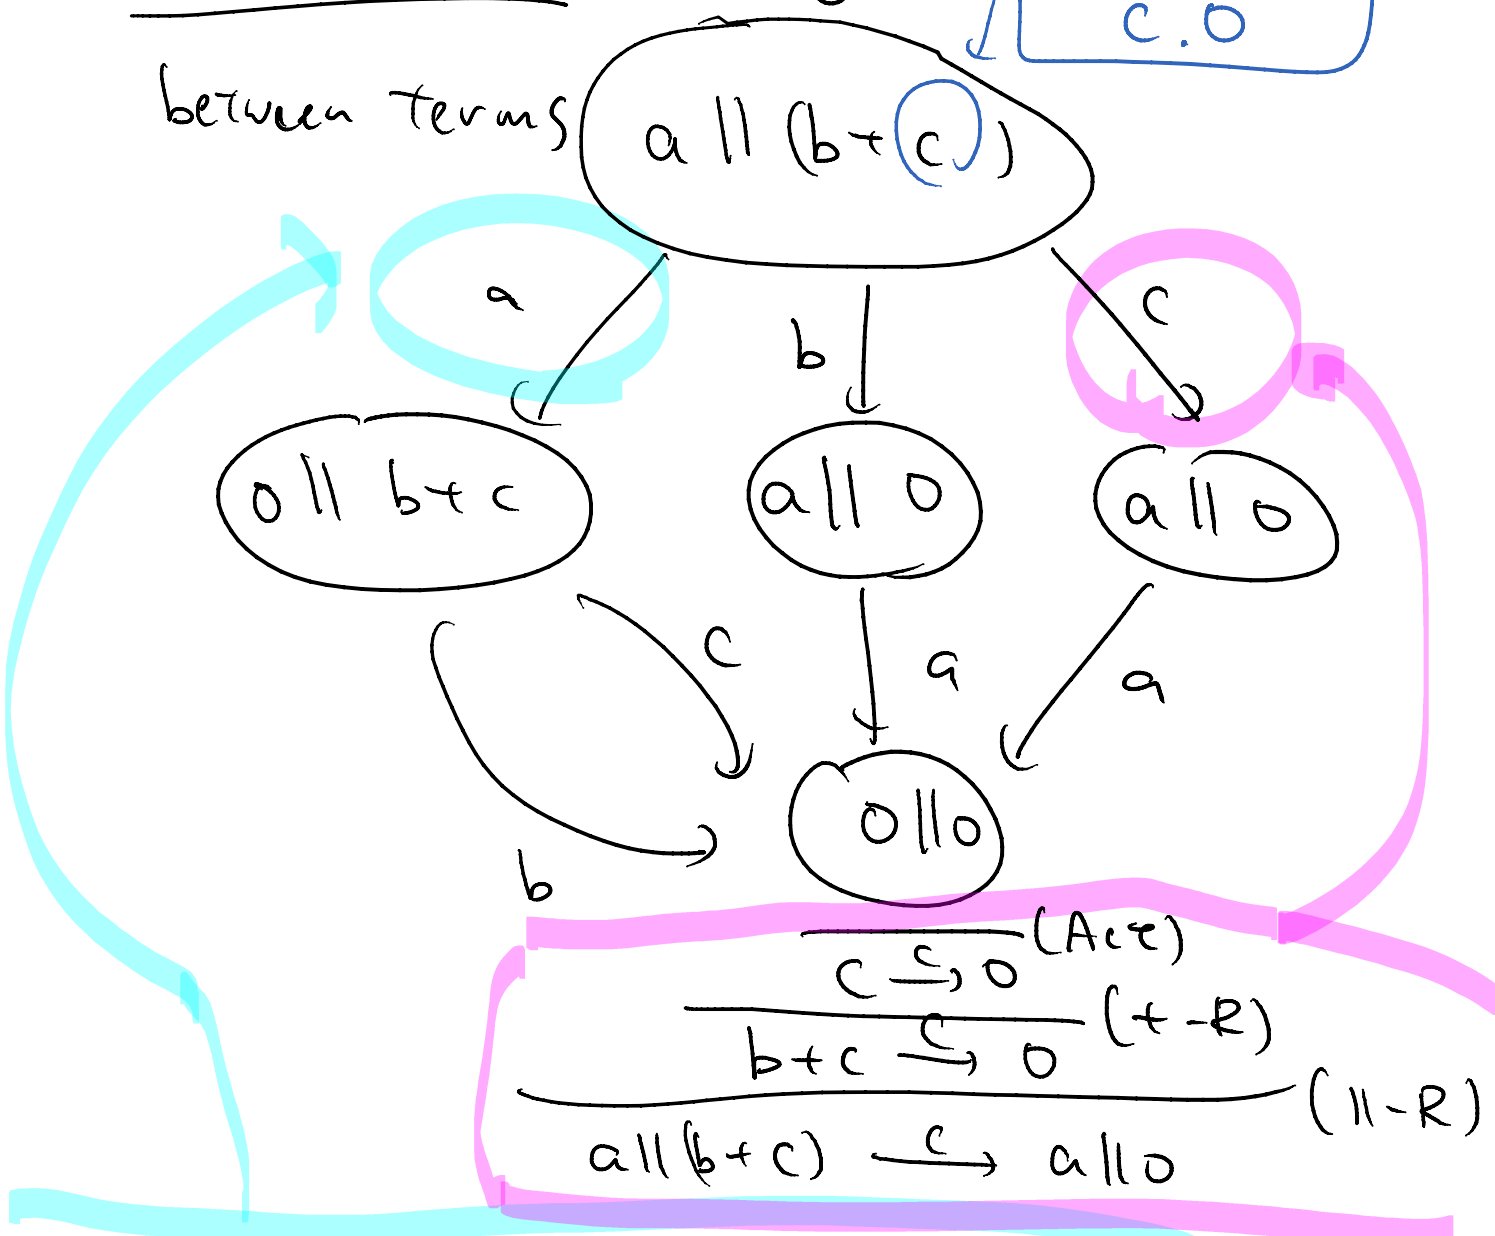 c.0
between terms
a || (b + c)
a
b
c
0 || b + c
a || 0
a || 0
c
a
a
b
0 || 0
(Act)
c →c 0
(+-R)
b + c →c 0
(||-R)
a || (b + c) →c a || 0